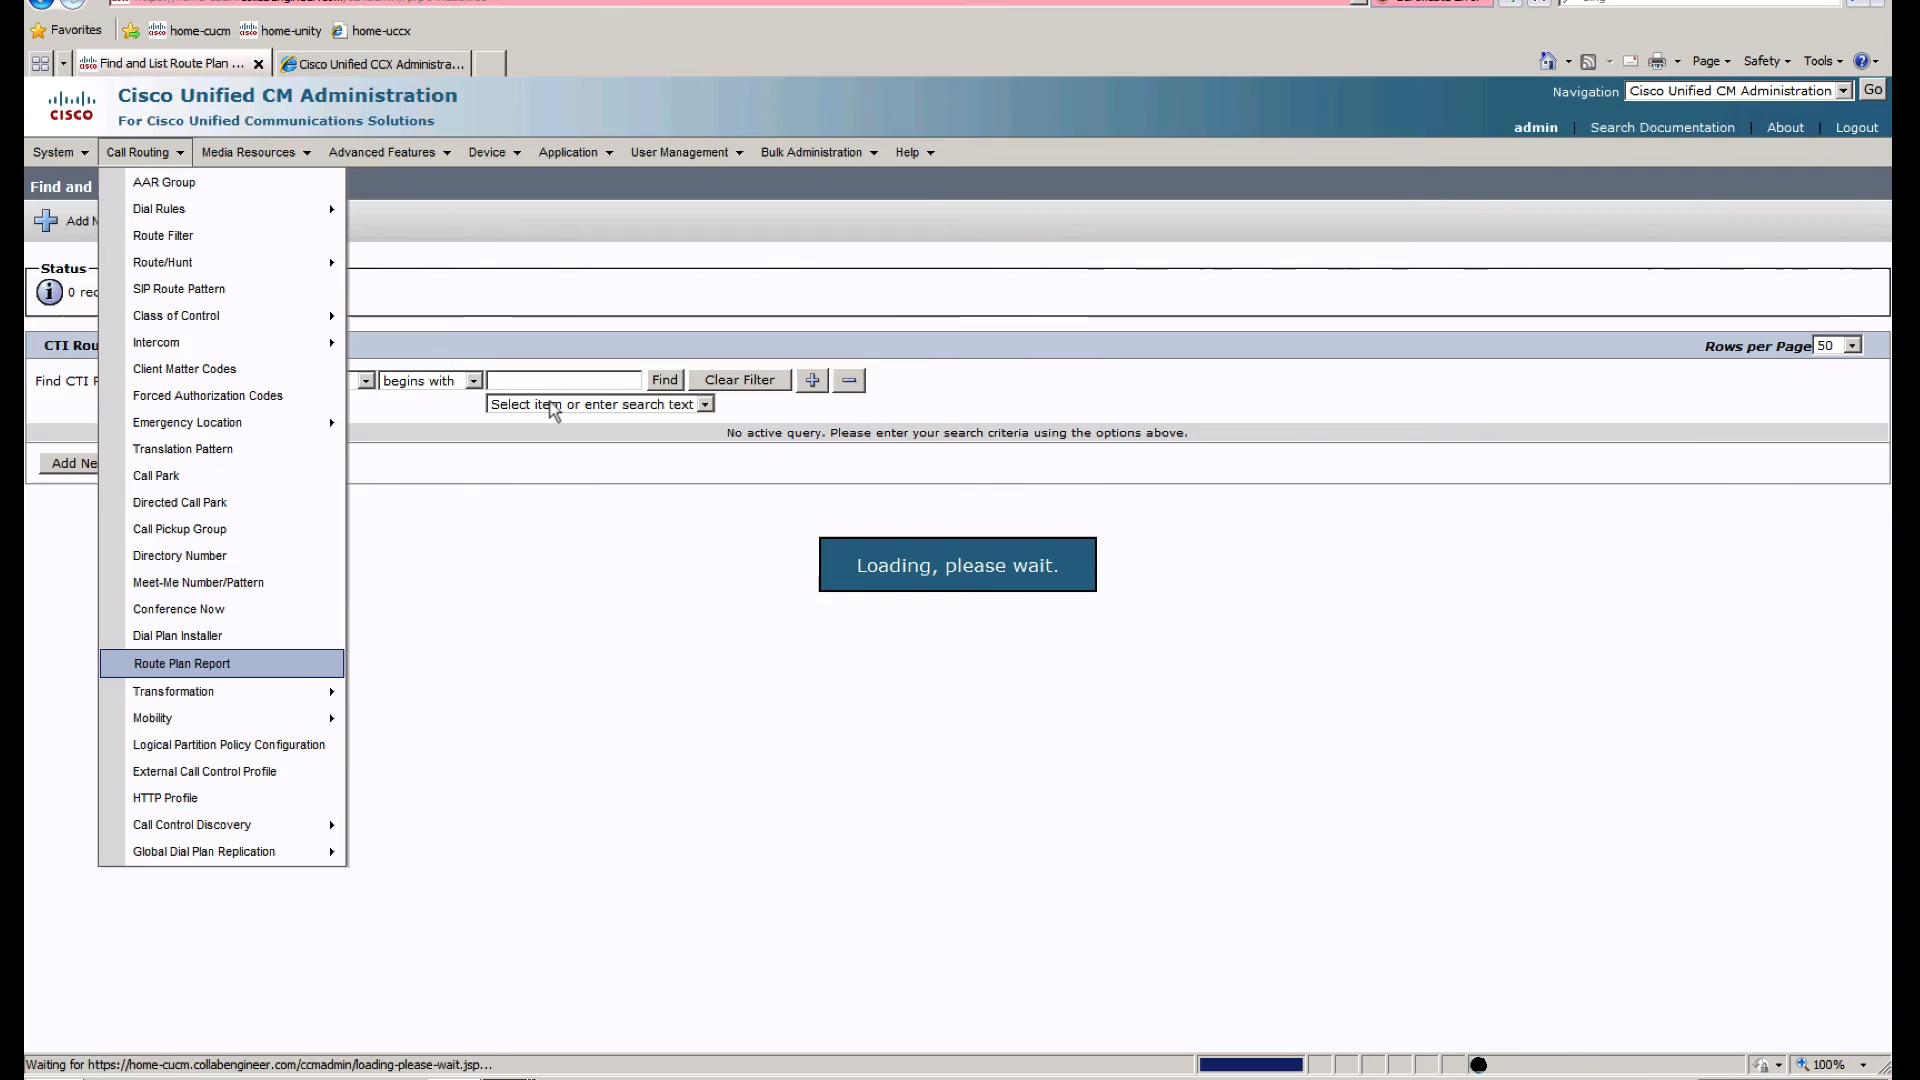 Certificate Error
Favorites home-cucm home-unity home-uccx
Find and List Route Plan ... Cisco Unified CCX Administra...
Page Safety Tools
CISCO
Cisco Unified CM Administration
For Cisco Unified Communications Solutions
Navigation Cisco Unified CM Administration Go
admin | Search Documentation | About | Logout
System Call Routing Media Resources Advanced Features Device Application User Management Bulk Administration Help
Find and
Add N
Status
0 rec
CTI Rou
Rows per Page 50
Find CTI F begins with Find Clear Filter
Select item or enter search text
No active query. Please enter your search criteria using the options above.
Add Ne
AAR Group
Dial Rules
Route Filter
Route/Hunt
SIP Route Pattern
Class of Control
Intercom
Client Matter Codes
Forced Authorization Codes
Emergency Location
Translation Pattern
Call Park
Directed Call Park
Call Pickup Group
Directory Number
Meet-Me Number/Pattern
Conference Now
Dial Plan Installer
Route Plan Report
Transformation
Mobility
Logical Partition Policy Configuration
External Call Control Profile
HTTP Profile
Call Control Discovery
Global Dial Plan Replication
Loading, please wait.
Waiting for https://home-cucm.collabengineer.com/ccmadmin/loading-please-wait.jsp...
100%